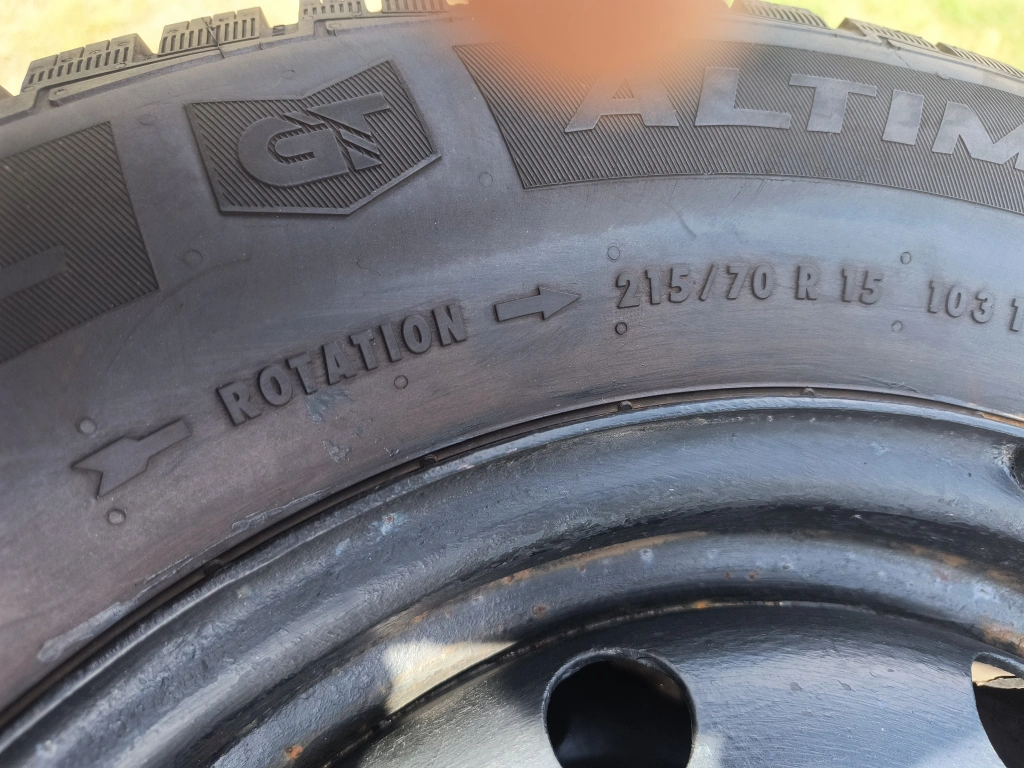 GT
ALTIM
ROTATION
215/70 R 15 103 T